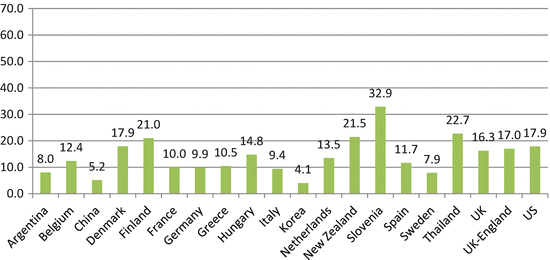 70.0
60.0
50.0
40.0
30.0
20.0
10.0
0.0
8.0
12.4
5.2
17.9
21.0
10.0
9.9
10.5
14.8
9.4
4.1
13.5
21.5
32.9
11.7
7.9
22.7
16.3
17.0
17.9
Argentina
Belgium
China
Denmark
Finland
France
Germany
Greece
Hungary
Italy
Korea
Netherlands
New Zealand
Slovenia
Spain
Sweden
Thailand
UK
UK-England
US